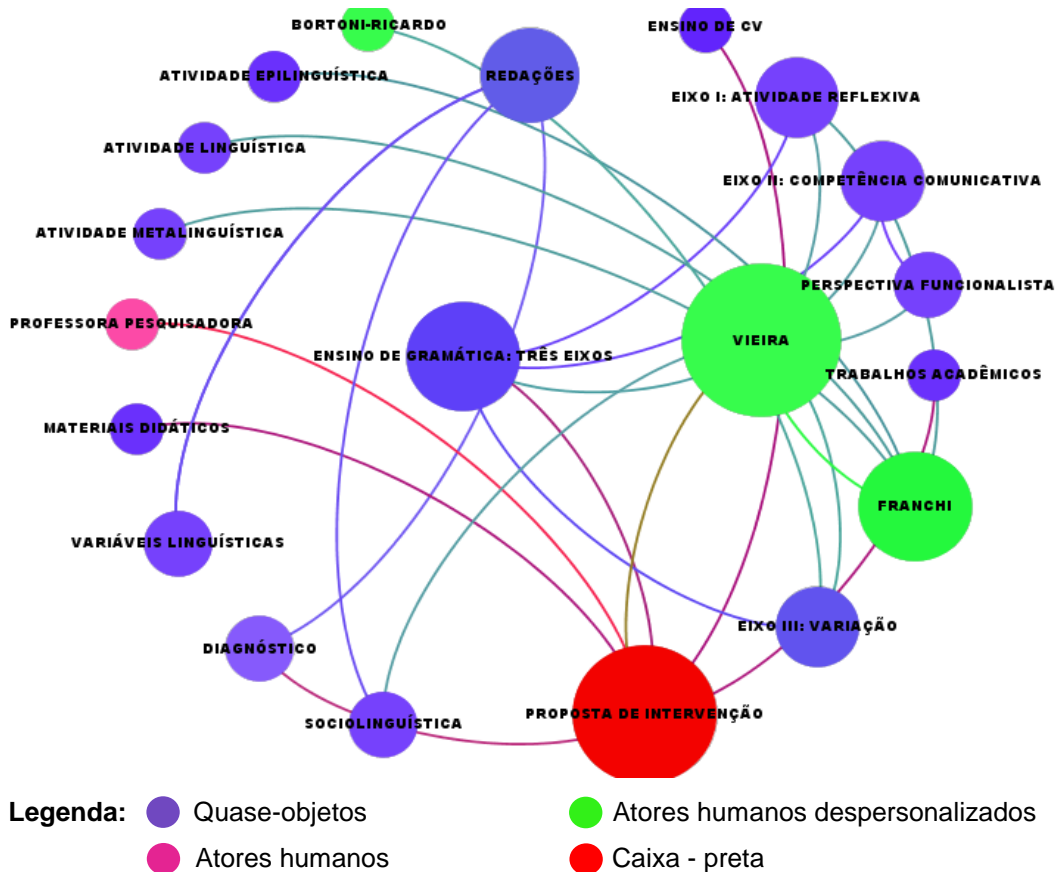 BORTONI-RICARDO
ENSINO DE CV
ATIVIDADE EPILINGUÍSTICA
REDAÇÕES
EIXO I: ATIVIDADE REFLEXIVA
ATIVIDADE LINGUÍSTICA
EIXO II: COMPETÊNCIA COMUNICATIVA
ATIVIDADE METALINGUÍSTICA
PERSPECTIVA FUNCIONALISTA
PROFESSORA PESQUISADORA
VIEIRA
ENSINO DE GRAMÁTICA: TRÊS EIXOS
TRABALHOS ACADÊMICOS
MATERIAIS DIDÁTICOS
FRANCHI
VARIÁVEIS LINGUÍSTICAS
EIXO III: VARIAÇÃO
DIAGNÓSTICO
SOCIOLINGUÍSTICA
PROPOSTA DE INTERVENÇÃO
Legenda:
Quase-objetos
Atores humanos despersonalizados
Atores humanos
Caixa - preta